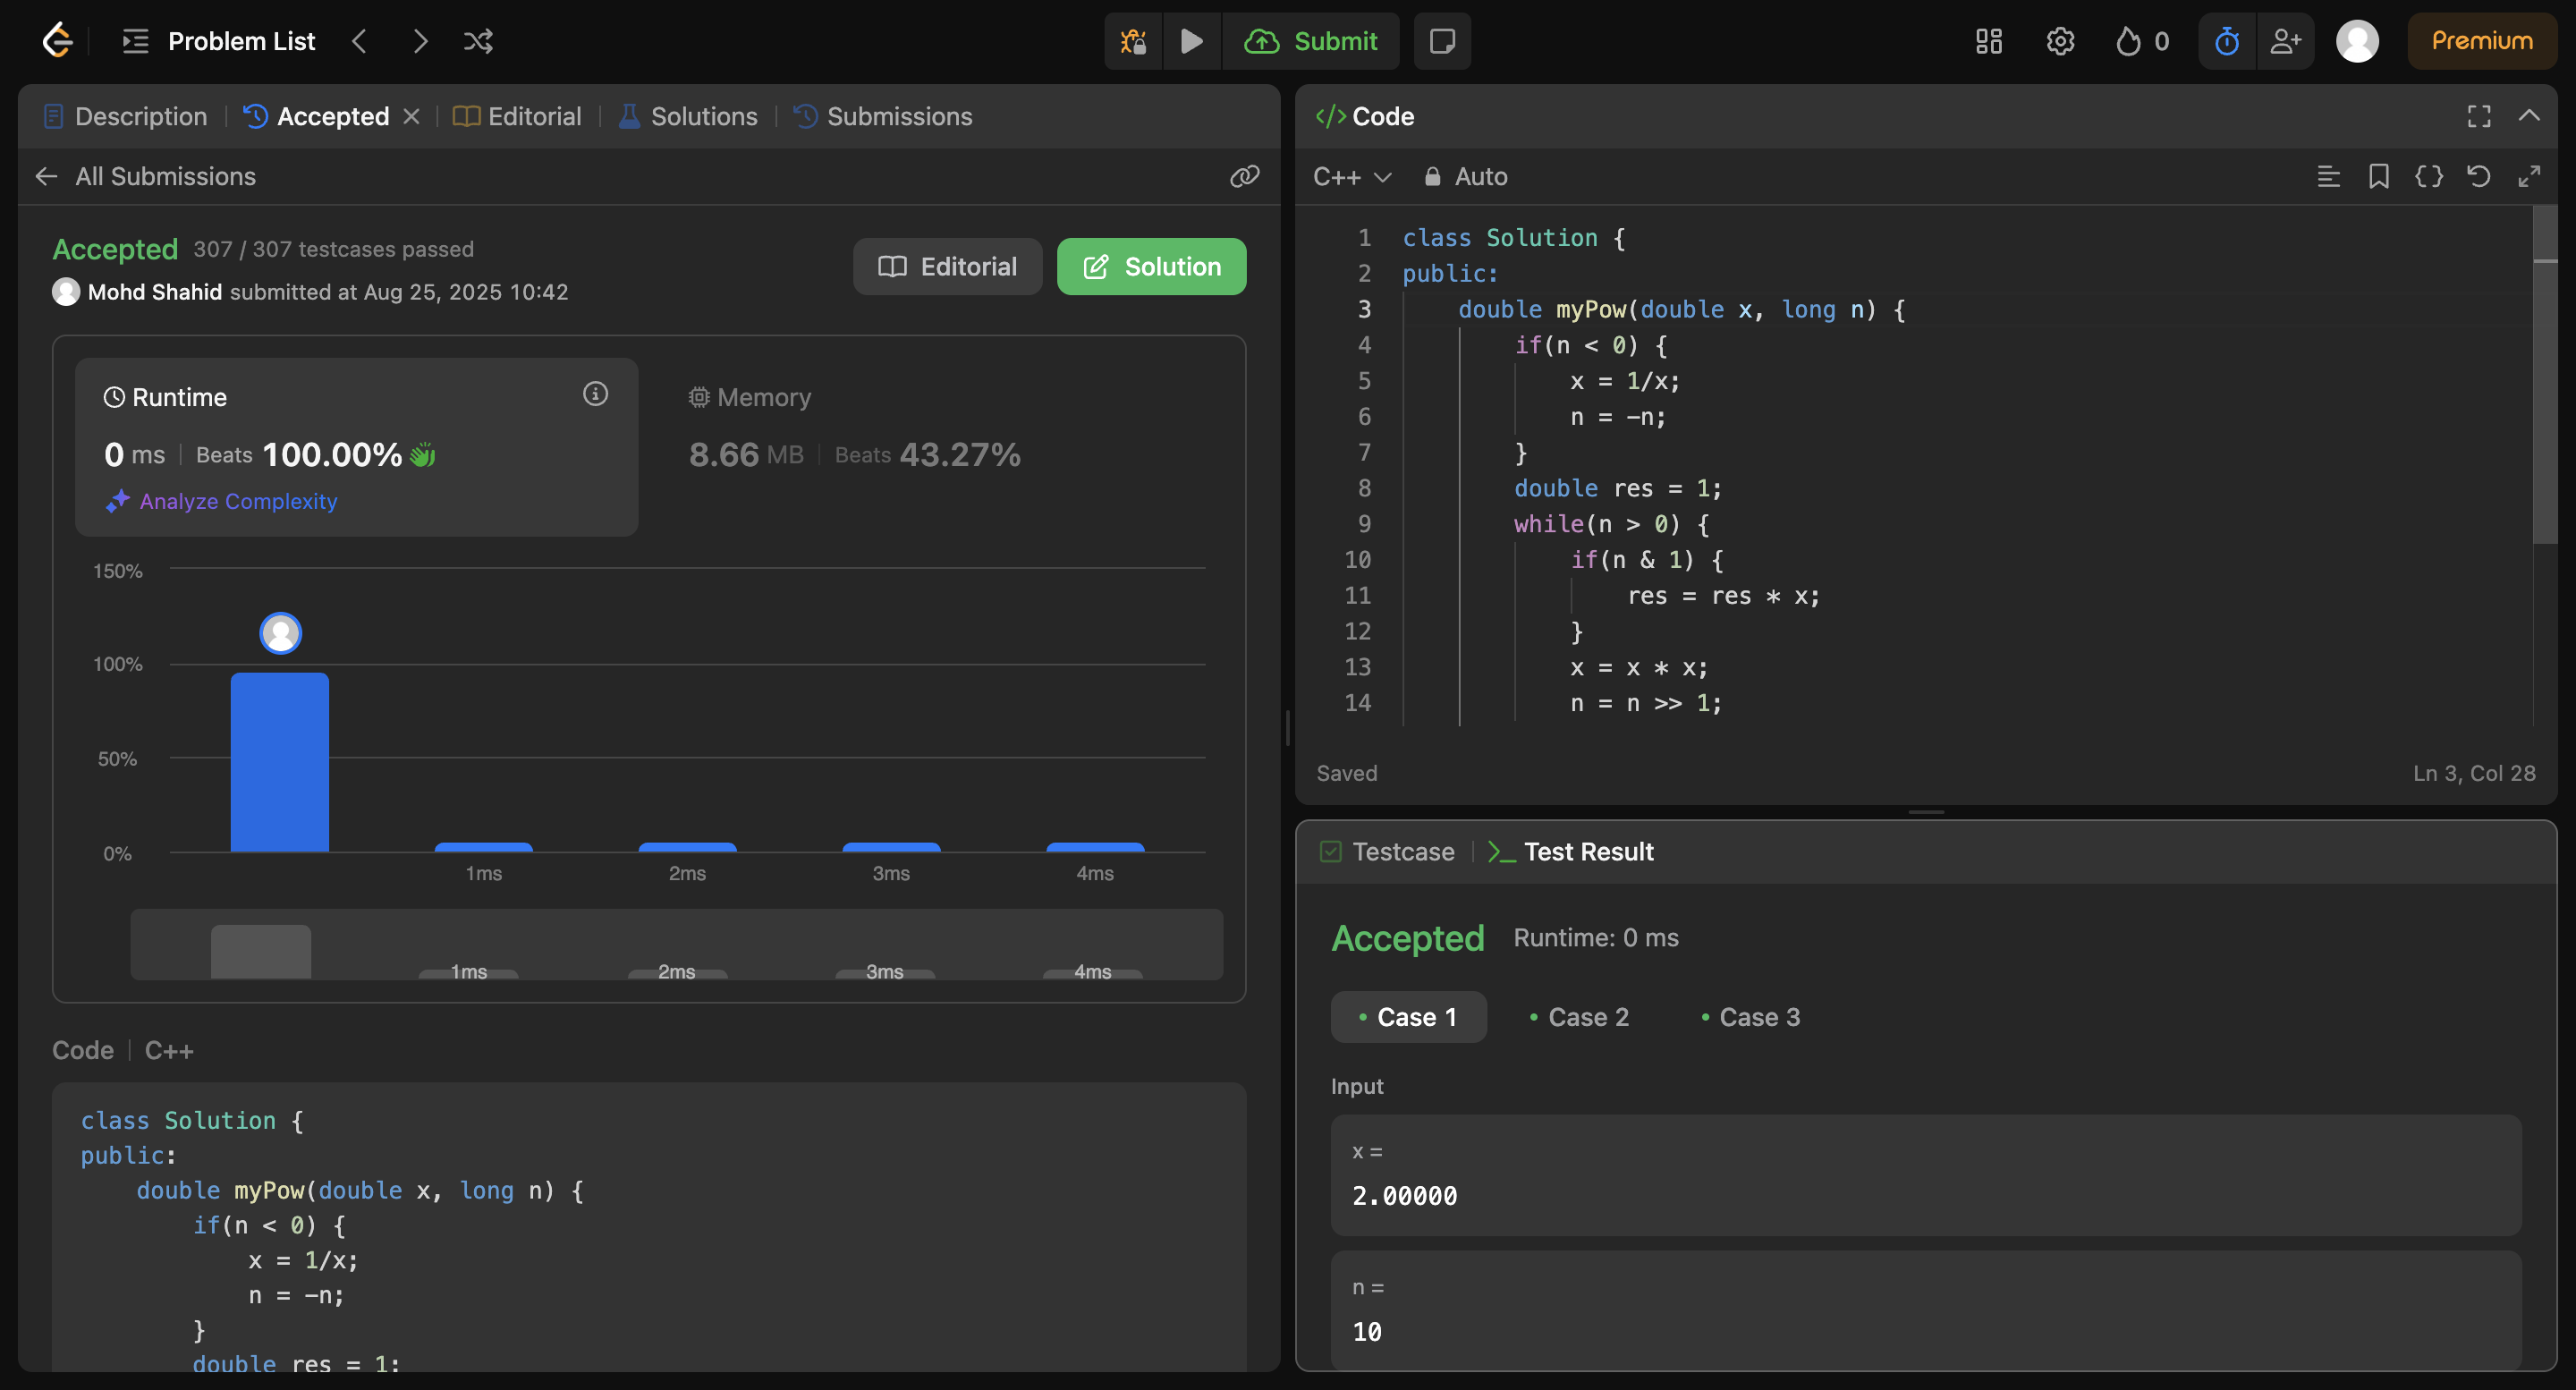 Problem List
Submit
0
Premium
Description
Accepted
Editorial
Solutions
Submissions
All Submissions
Accepted 307 / 307 testcases passed
Mohd Shahid submitted at Aug 25, 2025 10:42
Editorial
Solution
Runtime
0 ms Beats 100.00%
Analyze Complexity
Memory
8.66 MB Beats 43.27%
150%
100%
50%
0%
1ms 2ms 3ms 4ms
1ms 2ms 3ms 4ms
Code C++
class Solution {
public:
    double myPow(double x, long n) {
        if(n < 0) {
            x = 1/x;
            n = -n;
        }
        double res = 1;
</> Code
C++ Auto
1 class Solution {
2 public:
3     double myPow(double x, long n) {
4         if(n < 0) {
5             x = 1/x;
6             n = -n;
7         }
8         double res = 1;
9         while(n > 0) {
10             if(n & 1) {
11                 res = res * x;
12             }
13             x = x * x;
14             n = n >> 1;
Saved Ln 3, Col 28
Testcase
>_ Test Result
Accepted Runtime: 0 ms
• Case 1 • Case 2 • Case 3
Input
x =
2.00000
n =
10